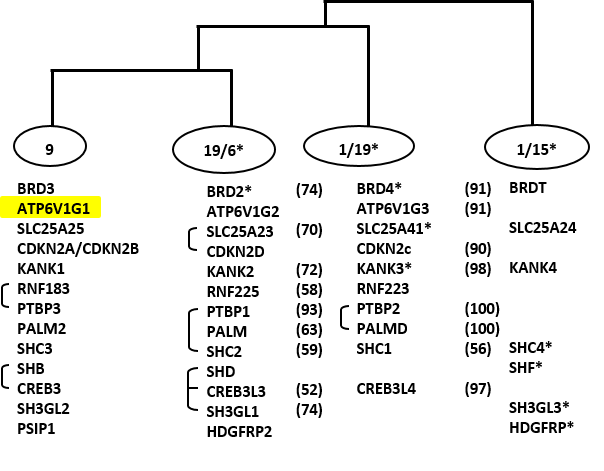 9 19/6* 1/19* 1/15*
BRD3 BRD2* (74) BRD4* (91) BRDT
ATP6V1G1 ATP6V1G2 ATP6V1G3 (91)
SLC25A25 SLC25A23 (70) SLC25A41* SLC25A24
CDKN2A/CDKN2B CDKN2D CDKN2c (90)
KANK1 KANK2 (72) KANK3* (98) KANK4
RNF183 RNF225 (58) RNF223
PTBP3 PTBP1 (93) PTBP2 (100)
PALM2 PALM (63) PALMD (100)
SHC3 SHC2 (59) SHC1 (56) SHC4*
SHB SHD SHF*
CREB3 CREB3L3 (52) CREB3L4 (97)
SH3GL2 SH3GL1 (74) SH3GL3*
PSIP1 HDGFRP2 HDGFRP*